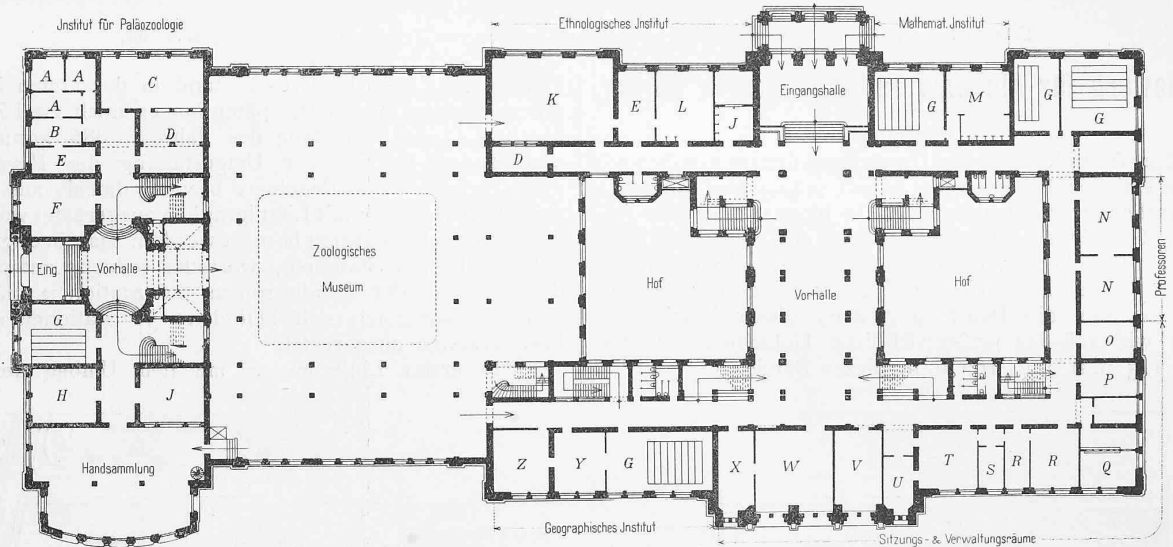 Jnstitut für Paläozoologie
Ethnologisches Jnstitut
Mathemat. Jnstitut
A A C
A
B D
E
F
Eing. Vorhalle
G
H J
Handsammlung
Zoologisches
Museum
K E L J
D
Eingangshalle
G M G G
Hof
Vorhalle
Hof
N
N
O
P
Professoren
Z Y G X W V U T S R R Q
Geographisches Jnstitut
Sitzungs- & Verwaltungsräume